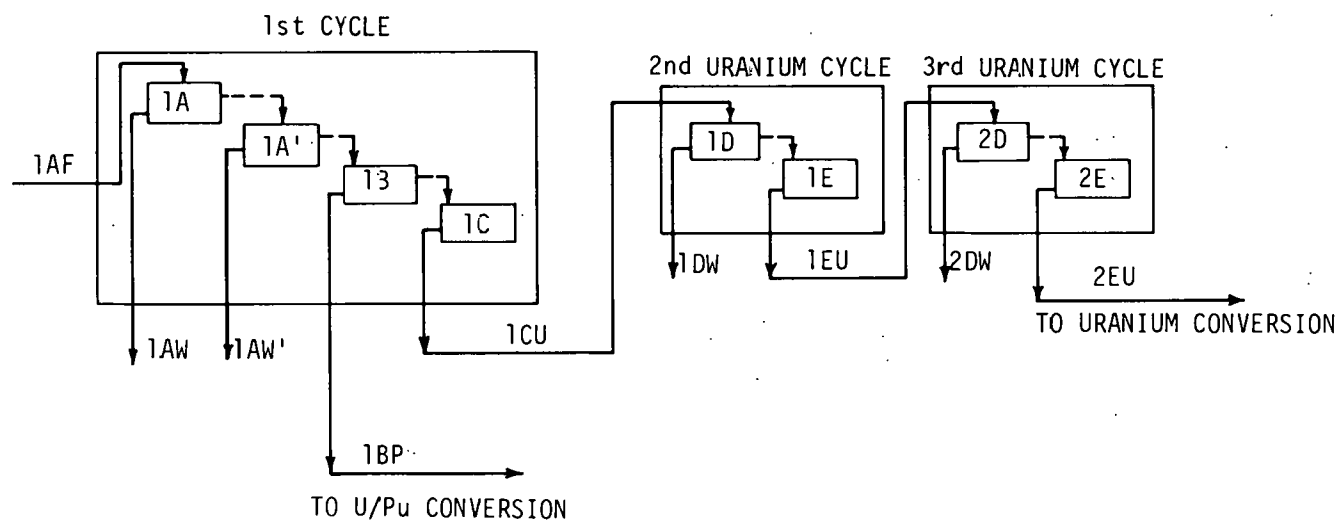 1st CYCLE
2nd URANIUM CYCLE
3rd URANIUM CYCLE
1A
1A'
1B
1C
1AF
1D
1E
2D
2E
1AW
1AW'
1CU
1DW
1EU
2DW
2EU
TO URANIUM CONVERSION
1BP
TO U/Pu CONVERSION